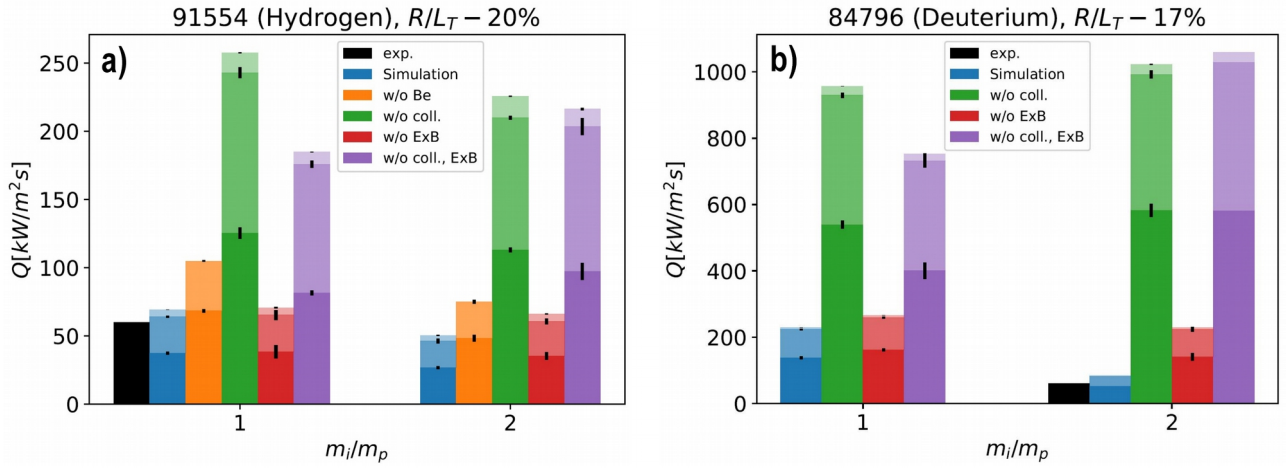 91554 (Hydrogen), R/L_T − 20%
a)
exp.
Simulation
w/o Be
w/o coll.
w/o ExB
w/o coll., ExB
250
200
150
100
50
0
Q[kW/m²s]
1
2
m_i/m_p
84796 (Deuterium), R/L_T − 17%
b)
exp.
Simulation
w/o coll.
w/o ExB
w/o coll., ExB
1000
800
600
400
200
0
Q[kW/m²s]
1
2
m_i/m_p